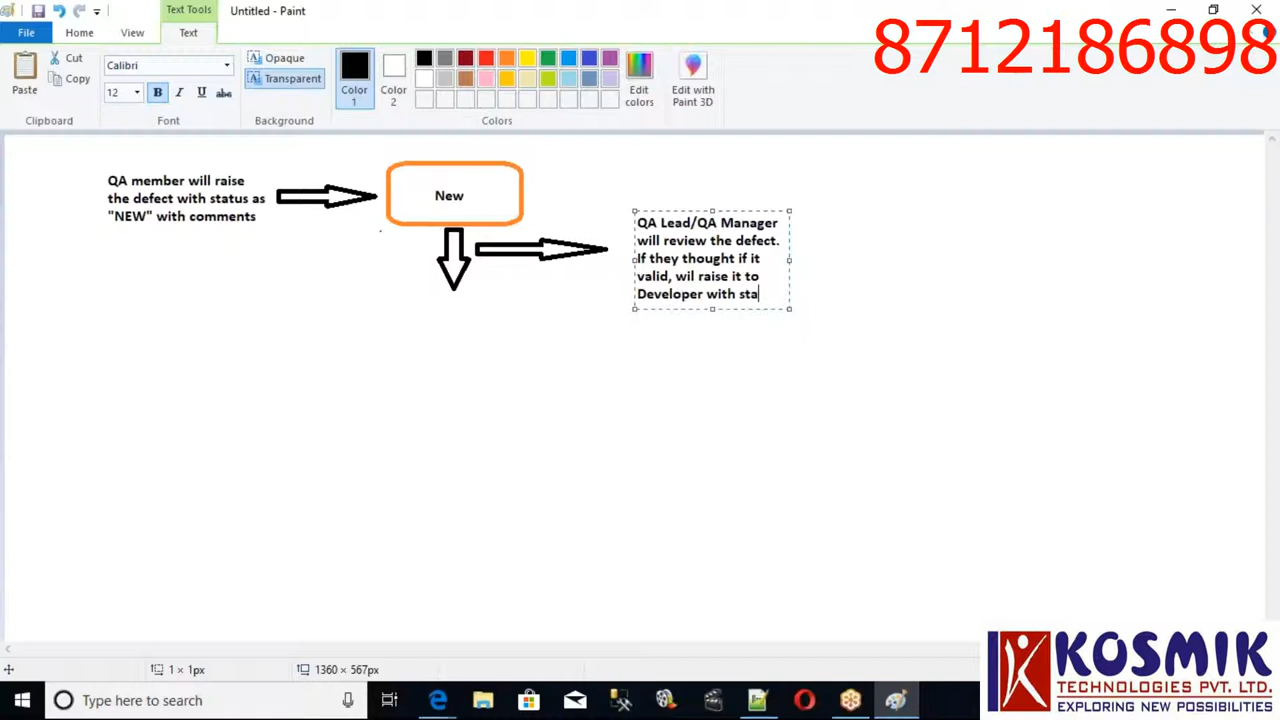 Text Tools
Untitled - Paint
8712186898
File
Home
View
Text
Paste
Cut
Copy
Calibri
12
B
I
U
abc
Opaque
Transparent
Color
1
Color
2
Edit
colors
Edit with
Paint 3D
Clipboard
Font
Background
Colors
QA member will raise
the defect with status as
"NEW" with comments
New
QA Lead/QA Manager
will review the defect.
If they thought if it
valid, wil raise it to
Developer with sta
1 × 1px
1360 × 567px
Type here to search
KOSMIK
TECHNOLOGIES PVT. LTD.
EXPLORING NEW POSSIBILITIES